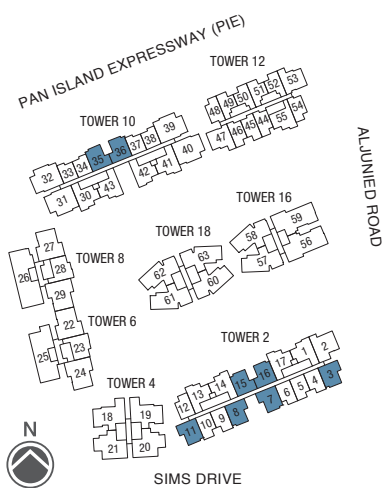 PAN ISLAND EXPRESSWAY (PIE)
TOWER 12
48 49 50 51 52 53
47 46 45 44 55 54
TOWER 10
32 33 34 35 36 37 38 39
31 30 43 42 41 40
ALJUNIED ROAD
TOWER 16
58 59
57 56
TOWER 18
62 63
61 60
TOWER 8
27
26 28
29
TOWER 6
22
25 23
24
TOWER 2
12 13 14 15 16 17 1 2
11 10 9 8 7 6 5 4 3
TOWER 4
18 19
21 20
N
SIMS DRIVE